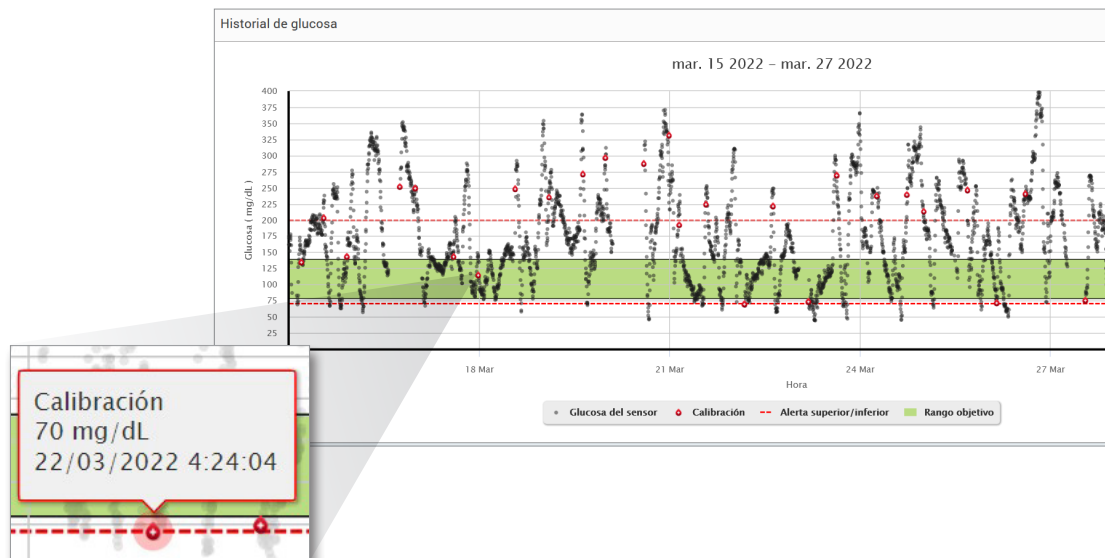 Historial de glucosa
mar. 15 2022 – mar. 27 2022
400
375
350
325
300
275
250
225
200
175
150
125
100
75
50
25
Glucosa ( mg/dL )
18 Mar
21 Mar
24 Mar
27 Mar
Hora
Glucosa del sensor
Calibración
Alerta superior/inferior
Rango objetivo
Calibración
70 mg/dL
22/03/2022 4:24:04